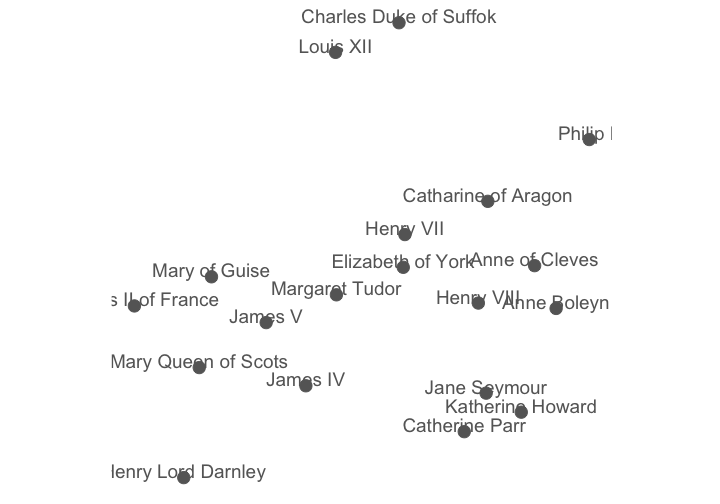 Charles Duke of Suffok
Louis XII
Philip
Catharine of Aragon
Henry VII
Elizabeth of York
Anne of Cleves
Mary of Guise
Margaret Tudor
Henry VIII
s II of France
Anne Boleyn
James V
Mary Queen of Scots
James IV
Jane Seymour
Katherine Howard
Catherine Parr
Henry Lord Darnley